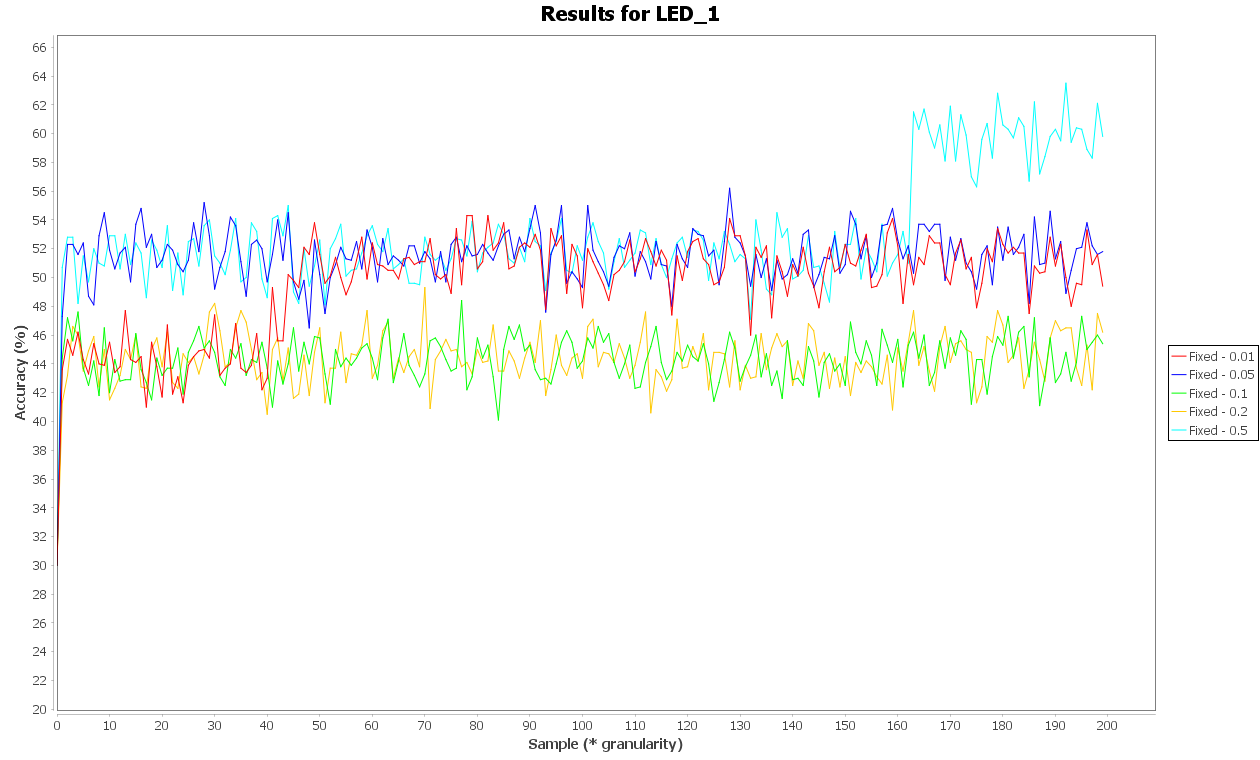 Results for LED_1
66
64
62
60
58
56
54
52
50
48
46
44
42
40
38
36
34
32
30
28
26
24
22
20
Accuracy (%)
0 10 20 30 40 50 60 70 80 90 100 110 120 130 140 150 160 170 180 190 200
Sample (* granularity)
Fixed - 0.01
Fixed - 0.05
Fixed - 0.1
Fixed - 0.2
Fixed - 0.5